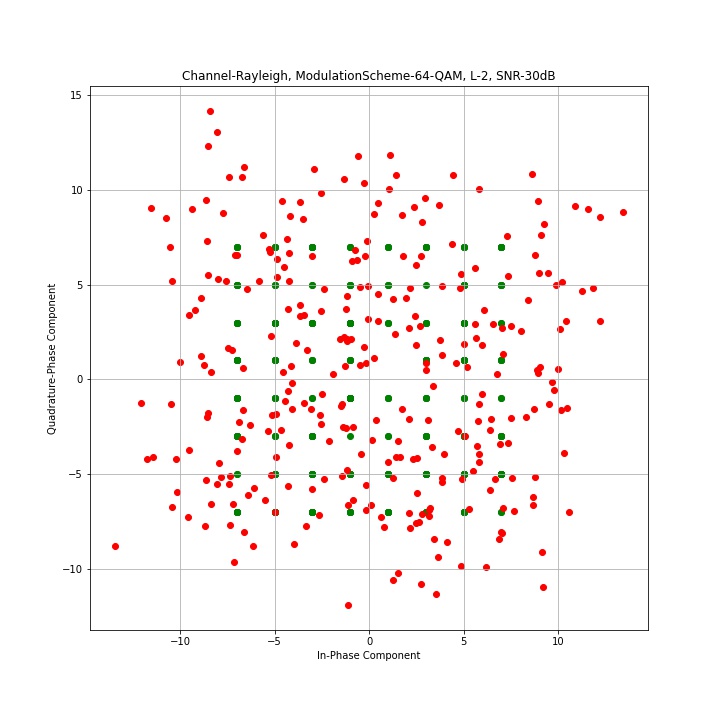 Channel-Rayleigh, ModulationScheme-64-QAM, L-2, SNR-30dB
15
10
5
0
−5
−10
Quadrature-Phase Component
−10 −5 0 5 10
In-Phase Component